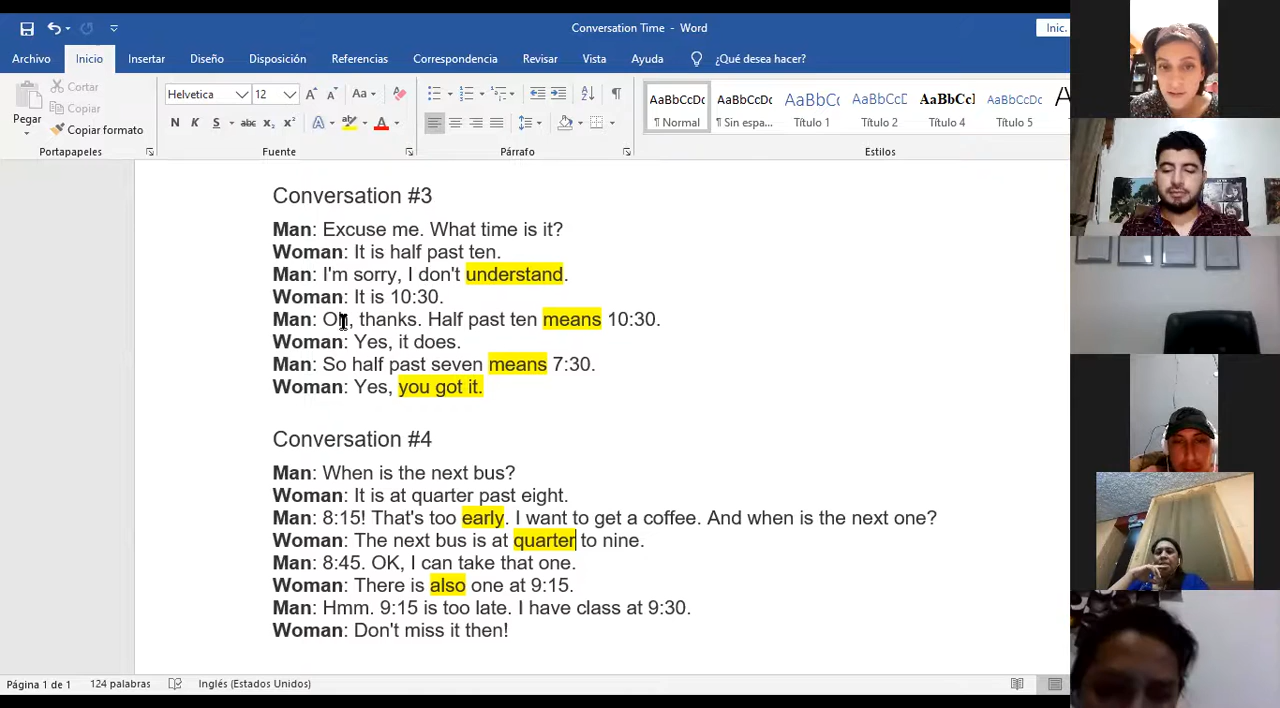 Conversation Time - Word
Inic.
Archivo Inicio Insertar Diseño Disposición Referencias Correspondencia Revisar Vista Ayuda ¿Qué desea hacer?
Pegar
Cortar
Copiar
Copiar formato
Portapapeles
Helvetica 12
Aa
N K S abc x₂ x²
Fuente
Párrafo
AaBbCcDc AaBbCcDc AaBbC AaBbCcD AaBbCcI AaBbCcD
¶ Normal ¶ Sin espa... Título 1 Título 2 Título 4 Título 5
Estilos
Conversation #3
Man: Excuse me. What time is it?
Woman: It is half past ten.
Man: I'm sorry, I don't understand.
Woman: It is 10:30.
Man: Oh, thanks. Half past ten means 10:30.
Woman: Yes, it does.
Man: So half past seven means 7:30.
Woman: Yes, you got it.
Conversation #4
Man: When is the next bus?
Woman: It is at quarter past eight.
Man: 8:15! That's too early. I want to get a coffee. And when is the next one?
Woman: The next bus is at quarter to nine.
Man: 8:45. OK, I can take that one.
Woman: There is also one at 9:15.
Man: Hmm. 9:15 is too late. I have class at 9:30.
Woman: Don't miss it then!
Página 1 de 1 124 palabras Inglés (Estados Unidos)